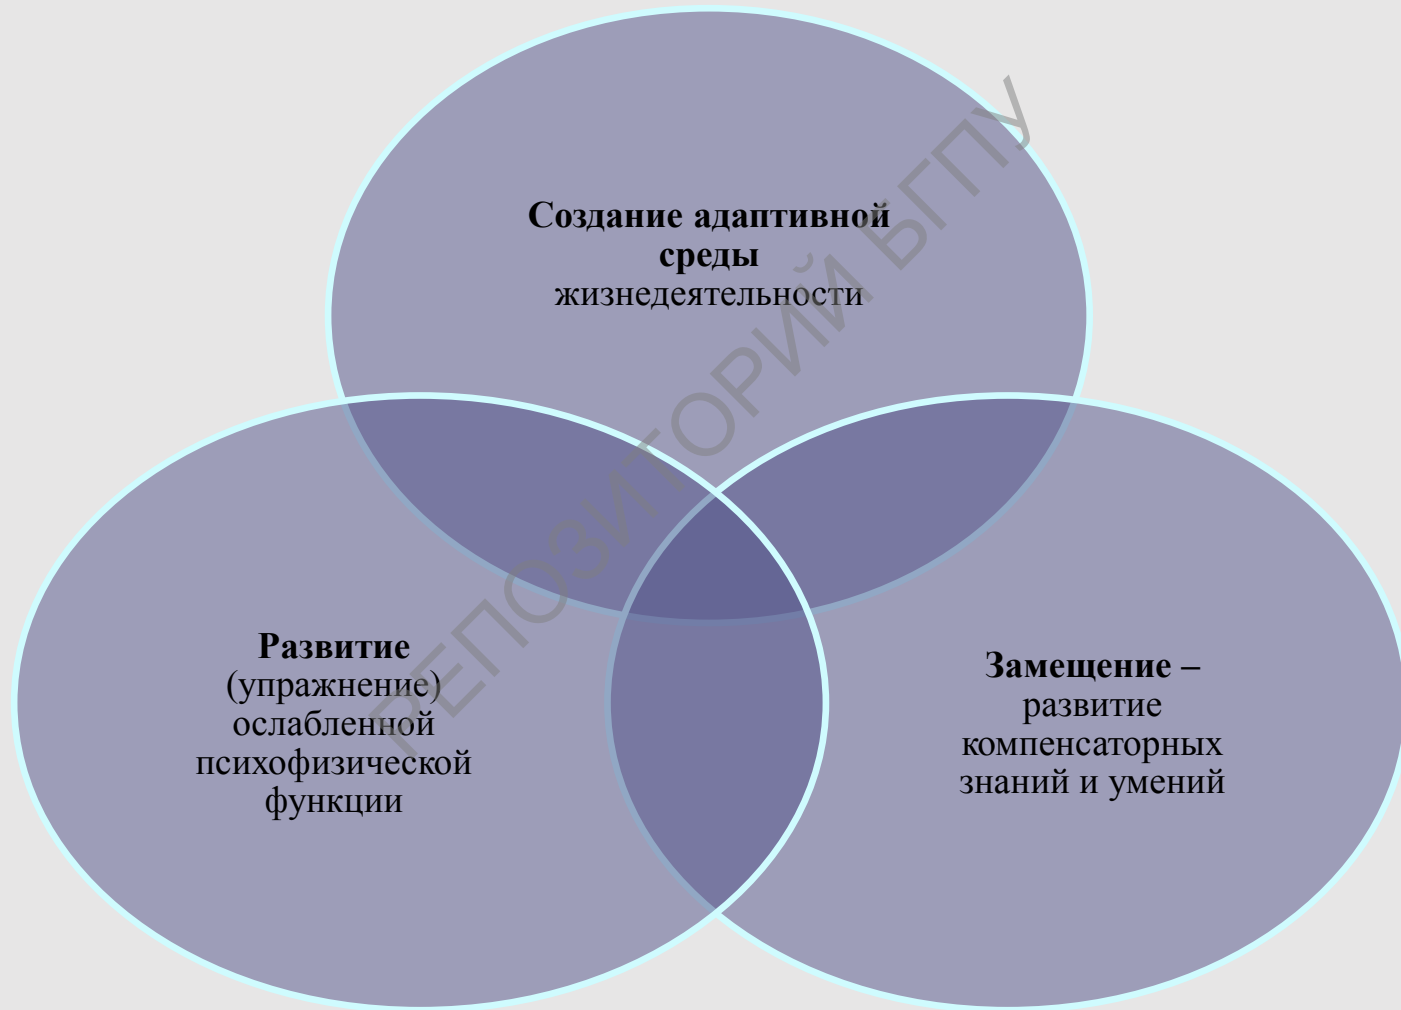 Создание адаптивной
среды
жизнедеятельности
Развитие
(упражнение)
ослабленной
психофизической
функции
Замещение –
развитие
компенсаторных
знаний и умений
РЕПОЗИТОРИЙ БГПУ